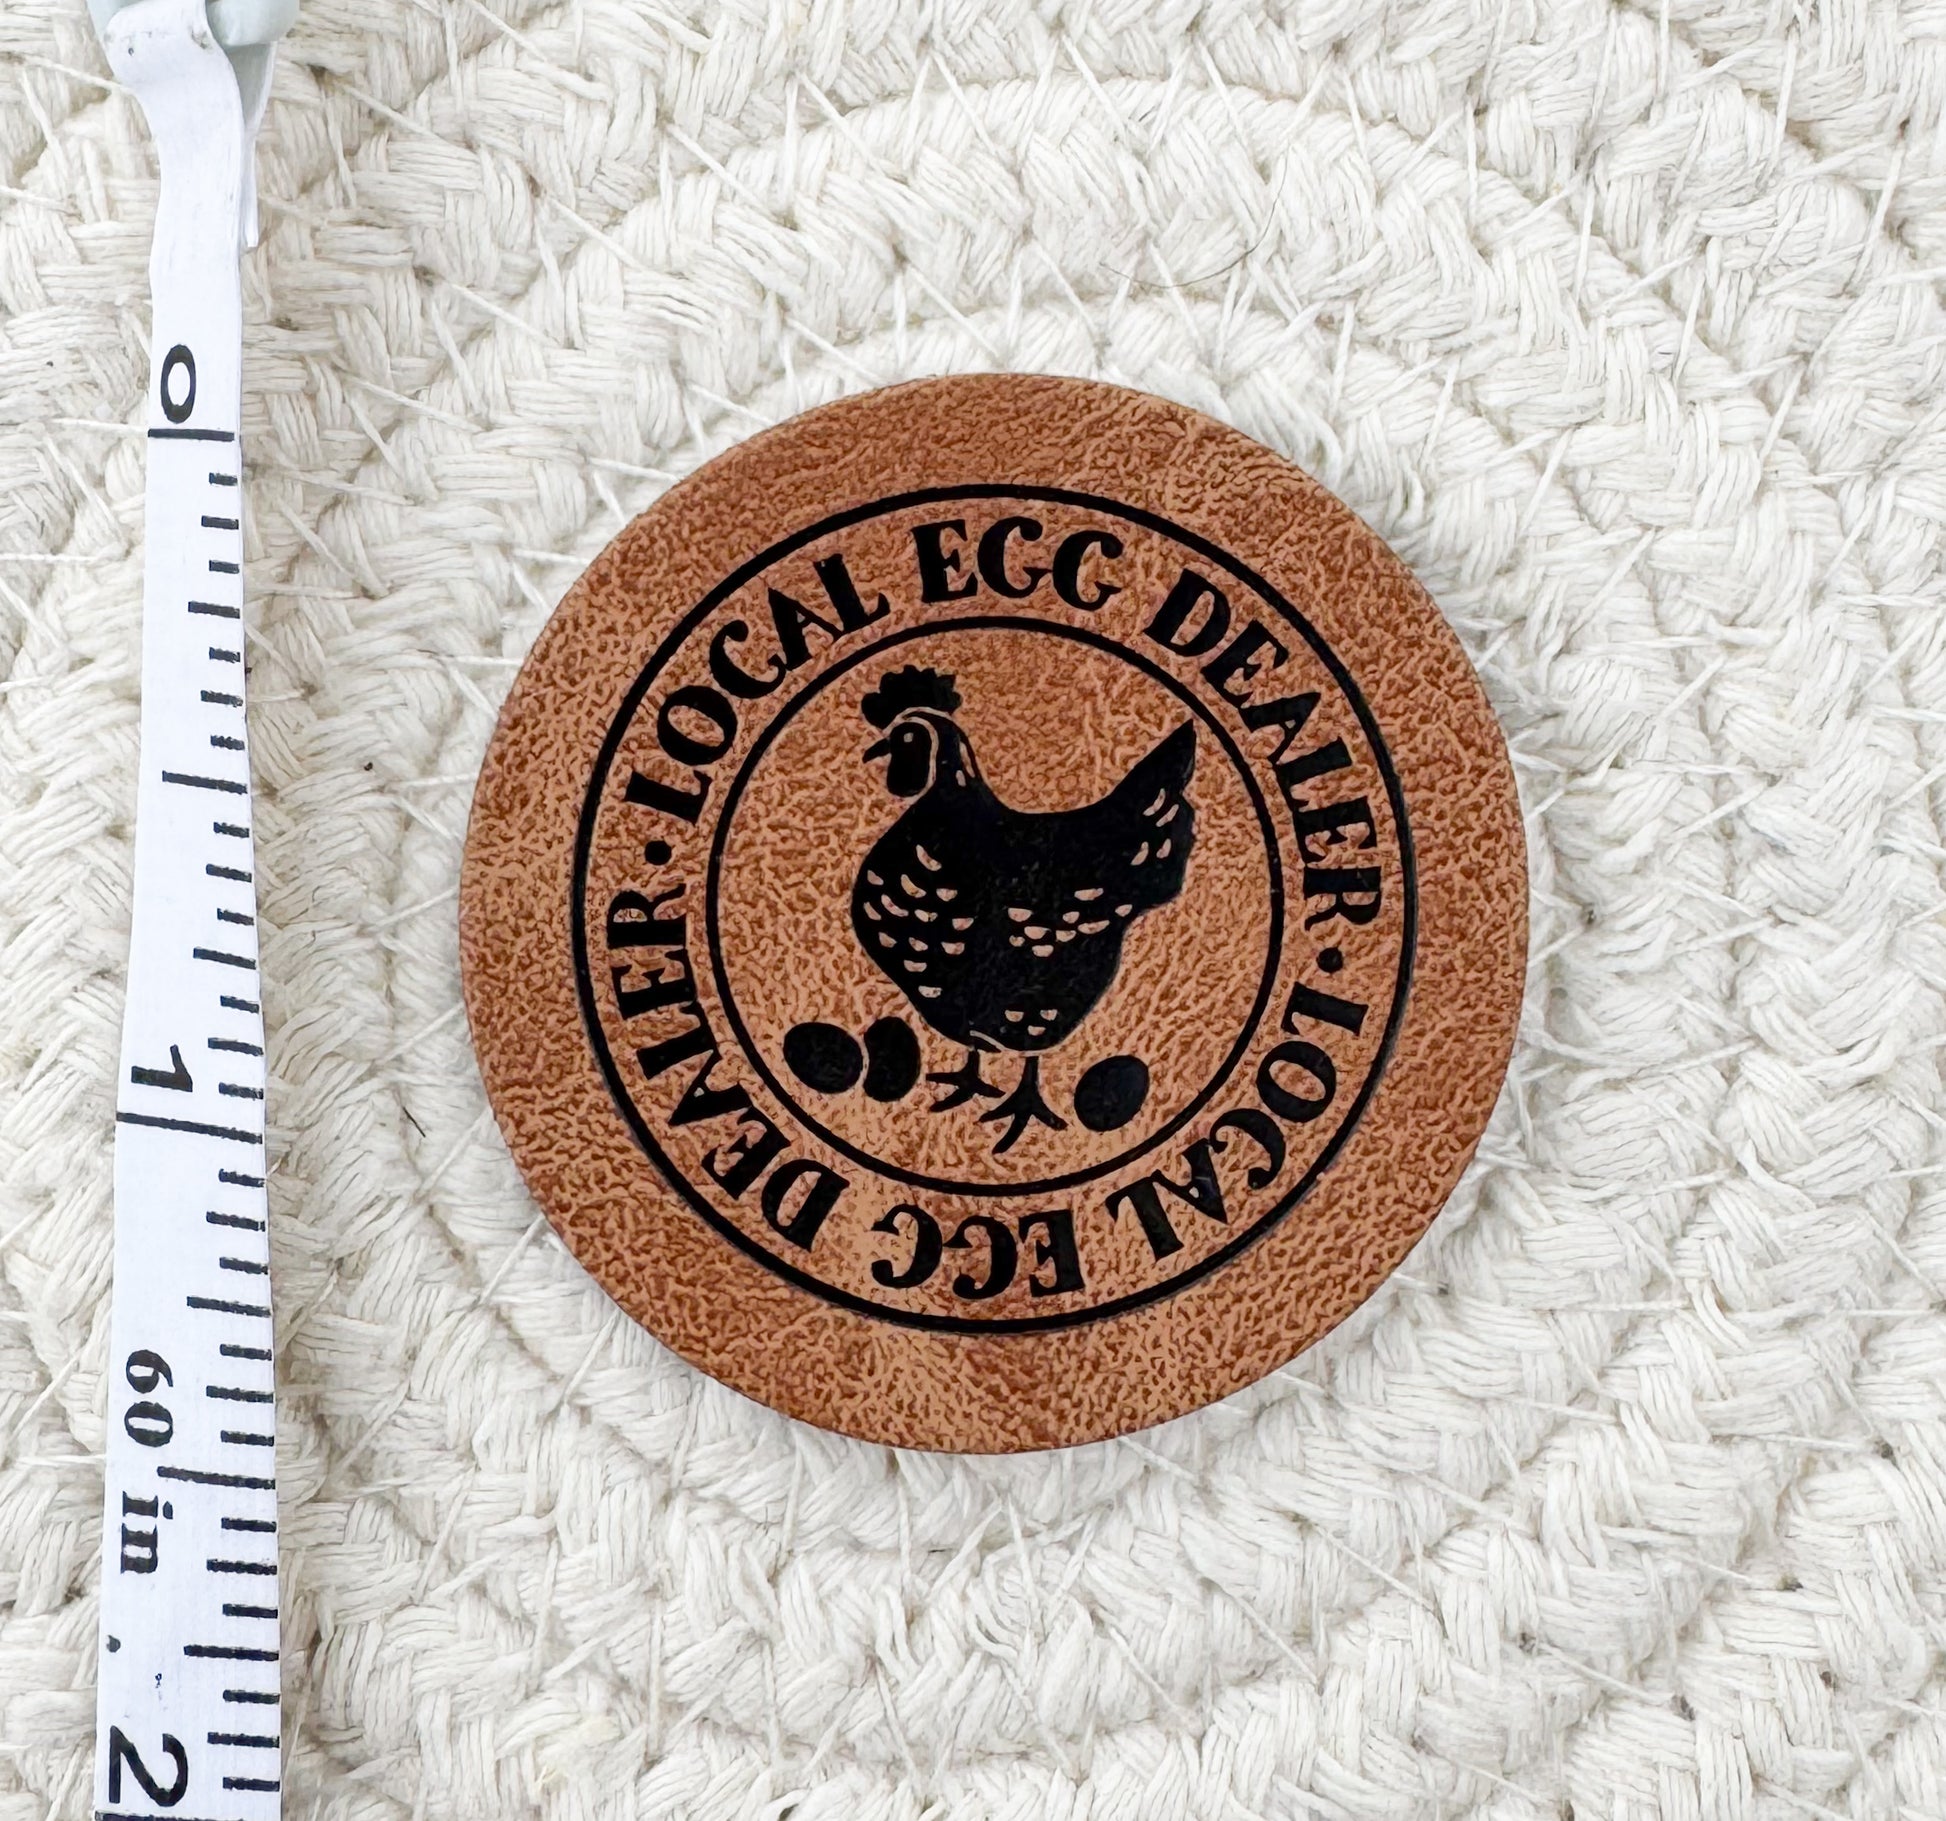 LOCAL EGG DEALER · LOCAL EGG DEALER ·
0
1
60 in.
2